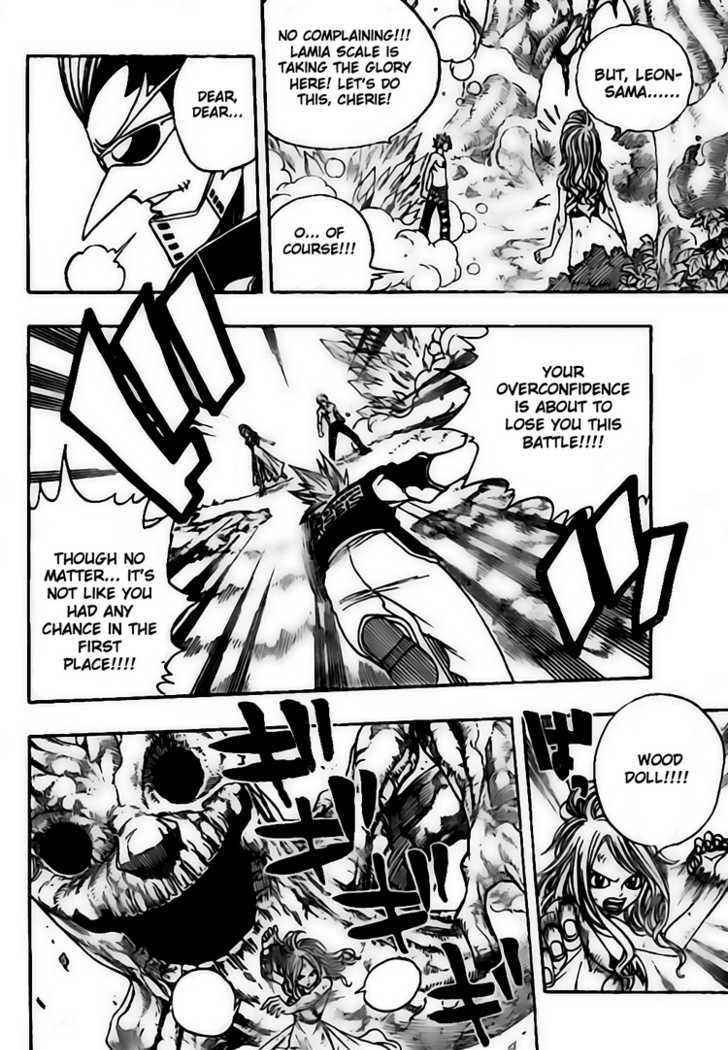 BUT, LEON-
SAMA......
NO COMPLAINING!!!
LAMIA SCALE IS
TAKING THE GLORY
HERE! LET'S DO
THIS, CHERIE!
O... OF
COURSE!!!
DEAR,
DEAR...
YOUR
OVERCONFIDENCE
IS ABOUT TO
LOSE YOU THIS
BATTLE!!!!
THOUGH NO
MATTER... IT'S
NOT LIKE YOU
HAD ANY
CHANCE IN THE
FIRST
PLACE!!!!
WOOD
DOLL!!!!